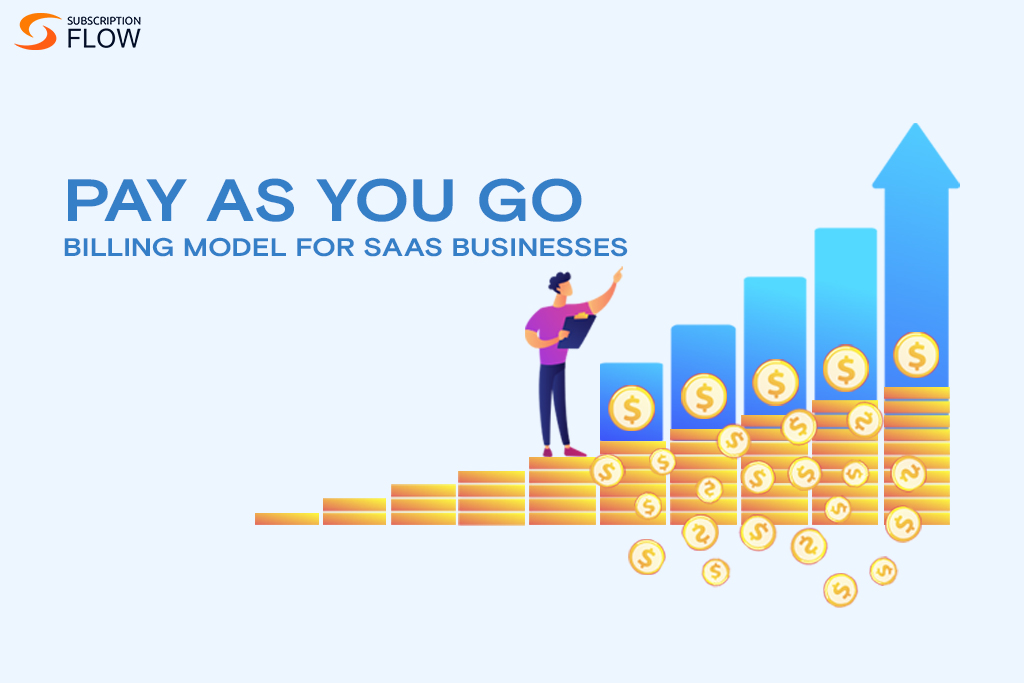 SUBSCRIPTION
FLOW
PAY AS YOU GO
BILLING MODEL FOR SAAS BUSINESSES
$ $ $ $ $
$ $ $
$ $ $ $ $ $
$ $ $
$ $ $ $ $
$ $ $
$